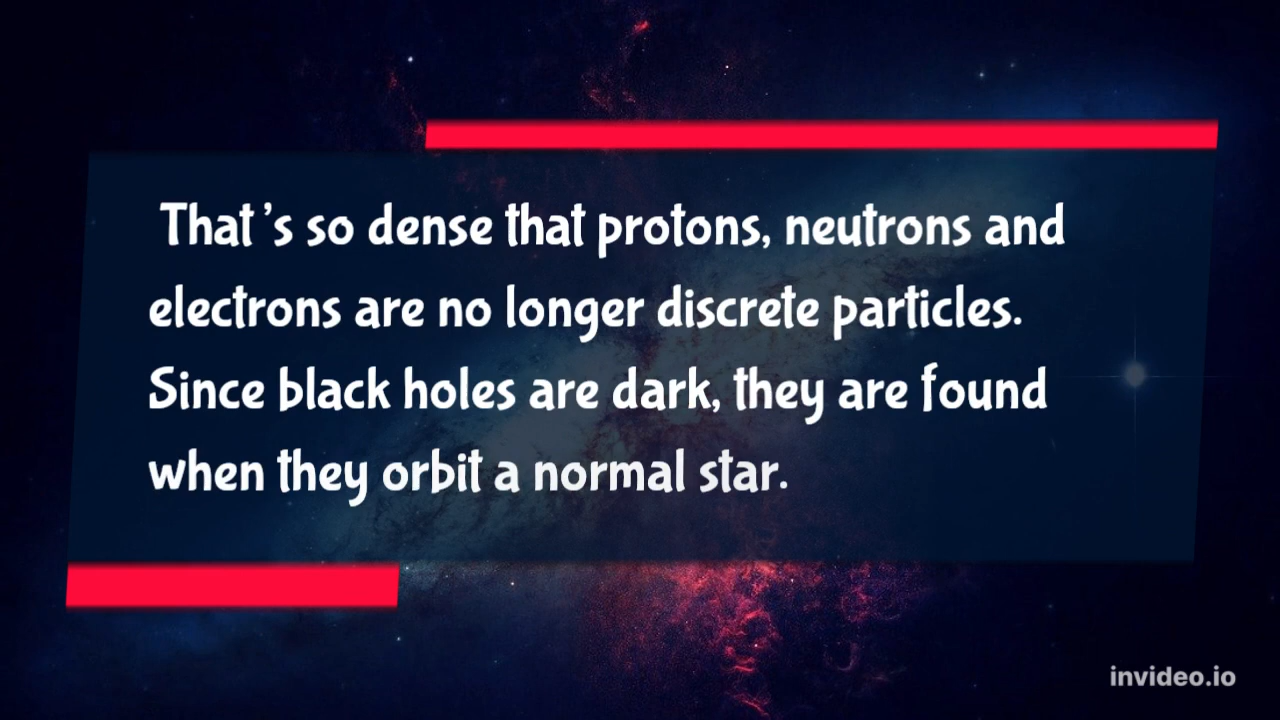 That's so dense that protons, neutrons and
electrons are no longer discrete particles.
Since black holes are dark, they are found
when they orbit a normal star.
invideo.io